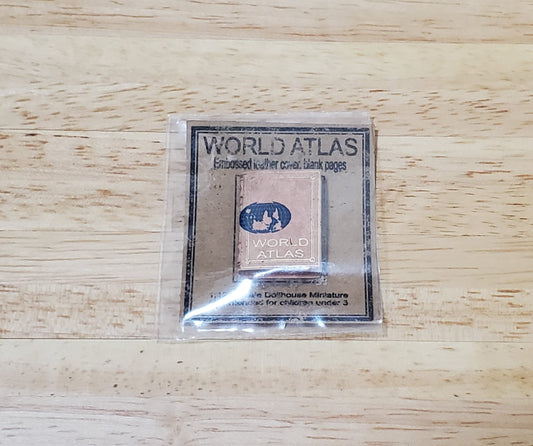 WORLD ATLAS
Embossed leather cover, blank pages
WORLD
ATLAS
Dollhouse Miniature
for children under 3